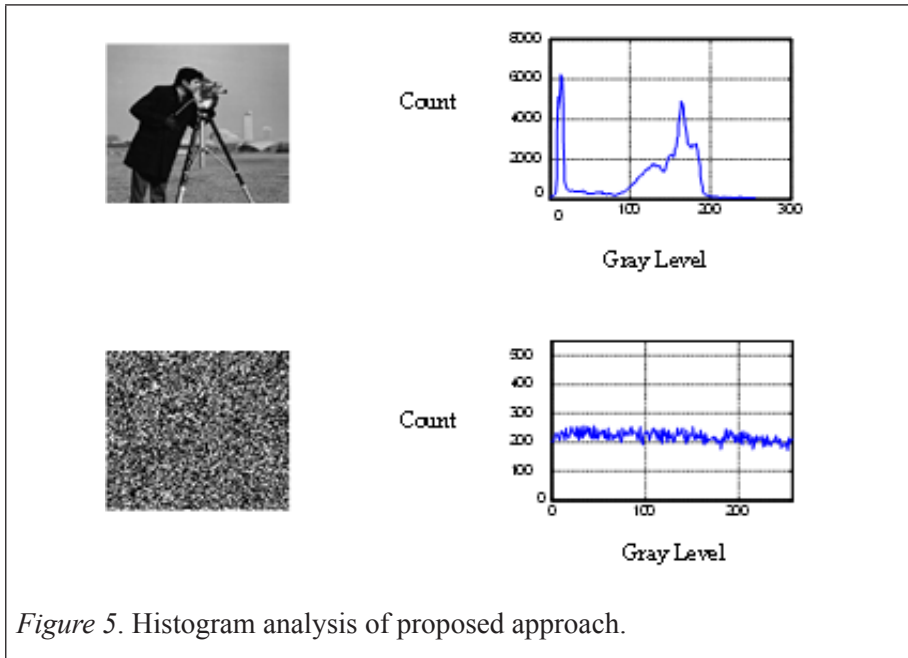 8000
6000
Count
4000
2000
0
0 100 200 300
Gray Level
500
400
Count
300
200
100
0
0 100 200
Gray Level
Figure 5. Histogram analysis of proposed approach.